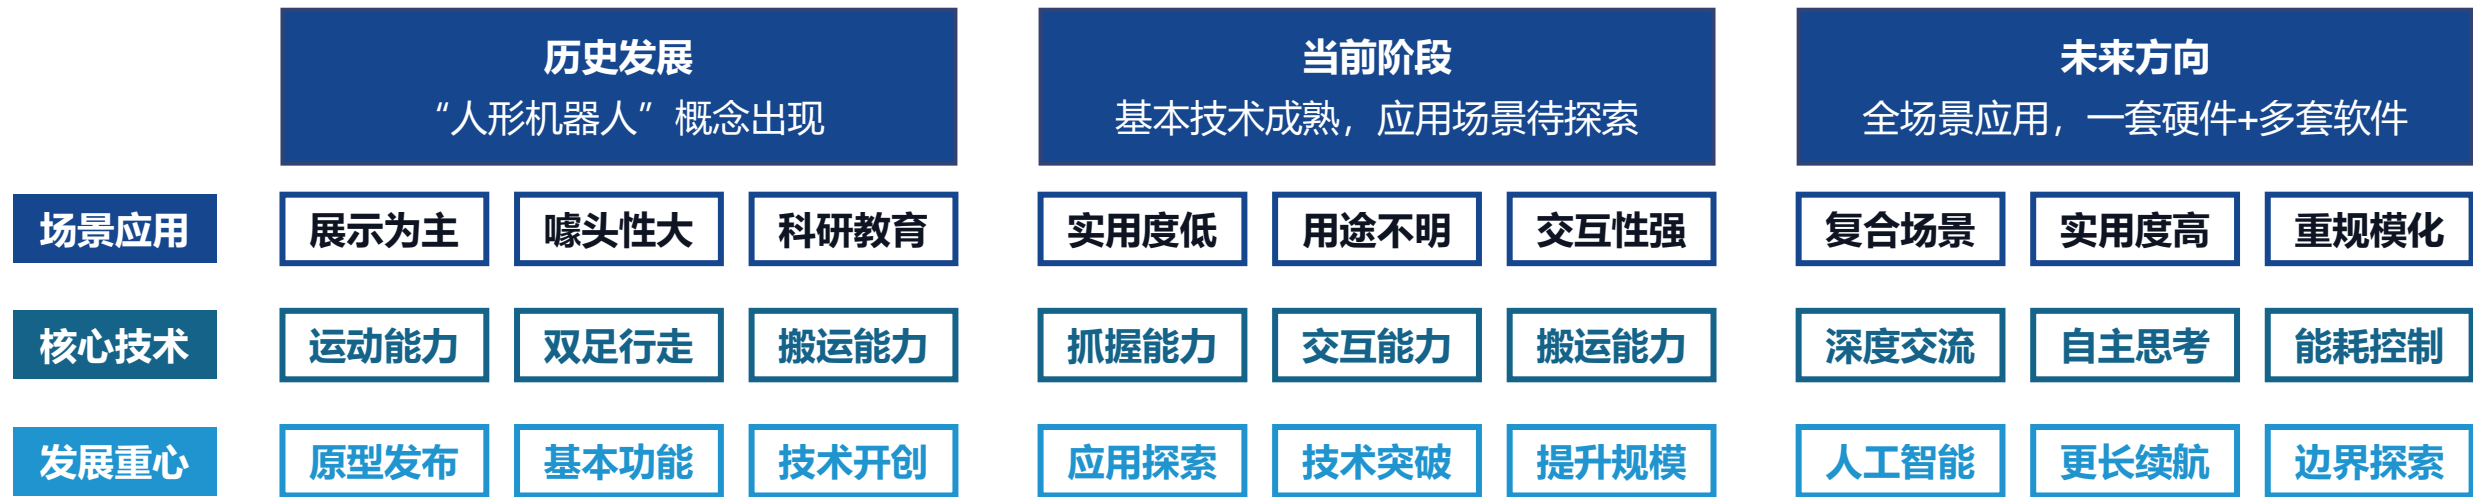 历史发展
“人形机器人”概念出现
当前阶段
基本技术成熟，应用场景待探索
未来方向
全场景应用，一套硬件+多套软件
场景应用 展示为主 噱头性大 科研教育 实用度低 用途不明 交互性强 复合场景 实用度高 重规模化
核心技术 运动能力 双足行走 搬运能力 抓握能力 交互能力 搬运能力 深度交流 自主思考 能耗控制
发展重心 原型发布 基本功能 技术开创 应用探索 技术突破 提升规模 人工智能 更长续航 边界探索